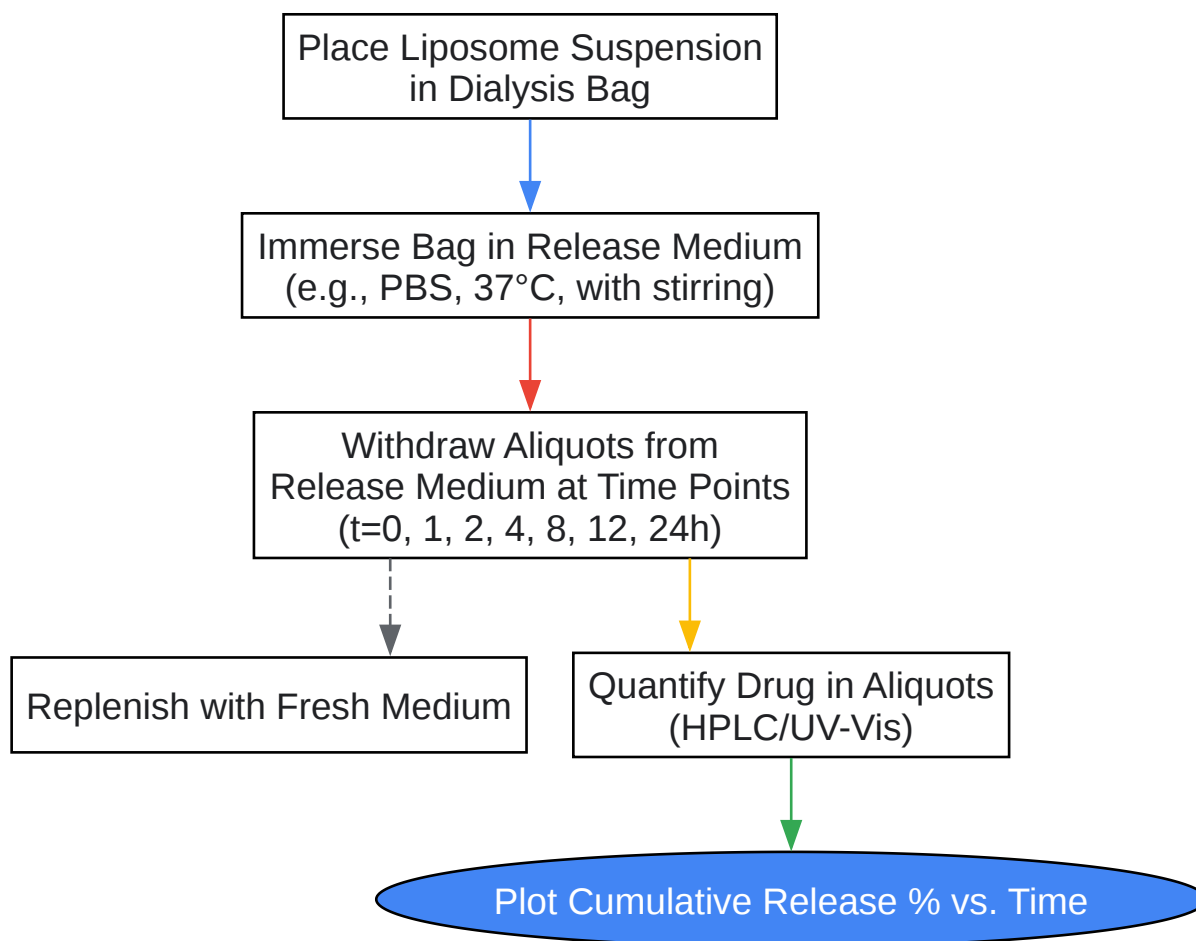 Place Liposome Suspension
in Dialysis Bag
Immerse Bag in Release Medium
(e.g., PBS, 37°C, with stirring)
Withdraw Aliquots from
Release Medium at Time Points
(t=0, 1, 2, 4, 8, 12, 24h)
Replenish with Fresh Medium
Quantify Drug in Aliquots
(HPLC/UV-Vis)
Plot Cumulative Release % vs. Time